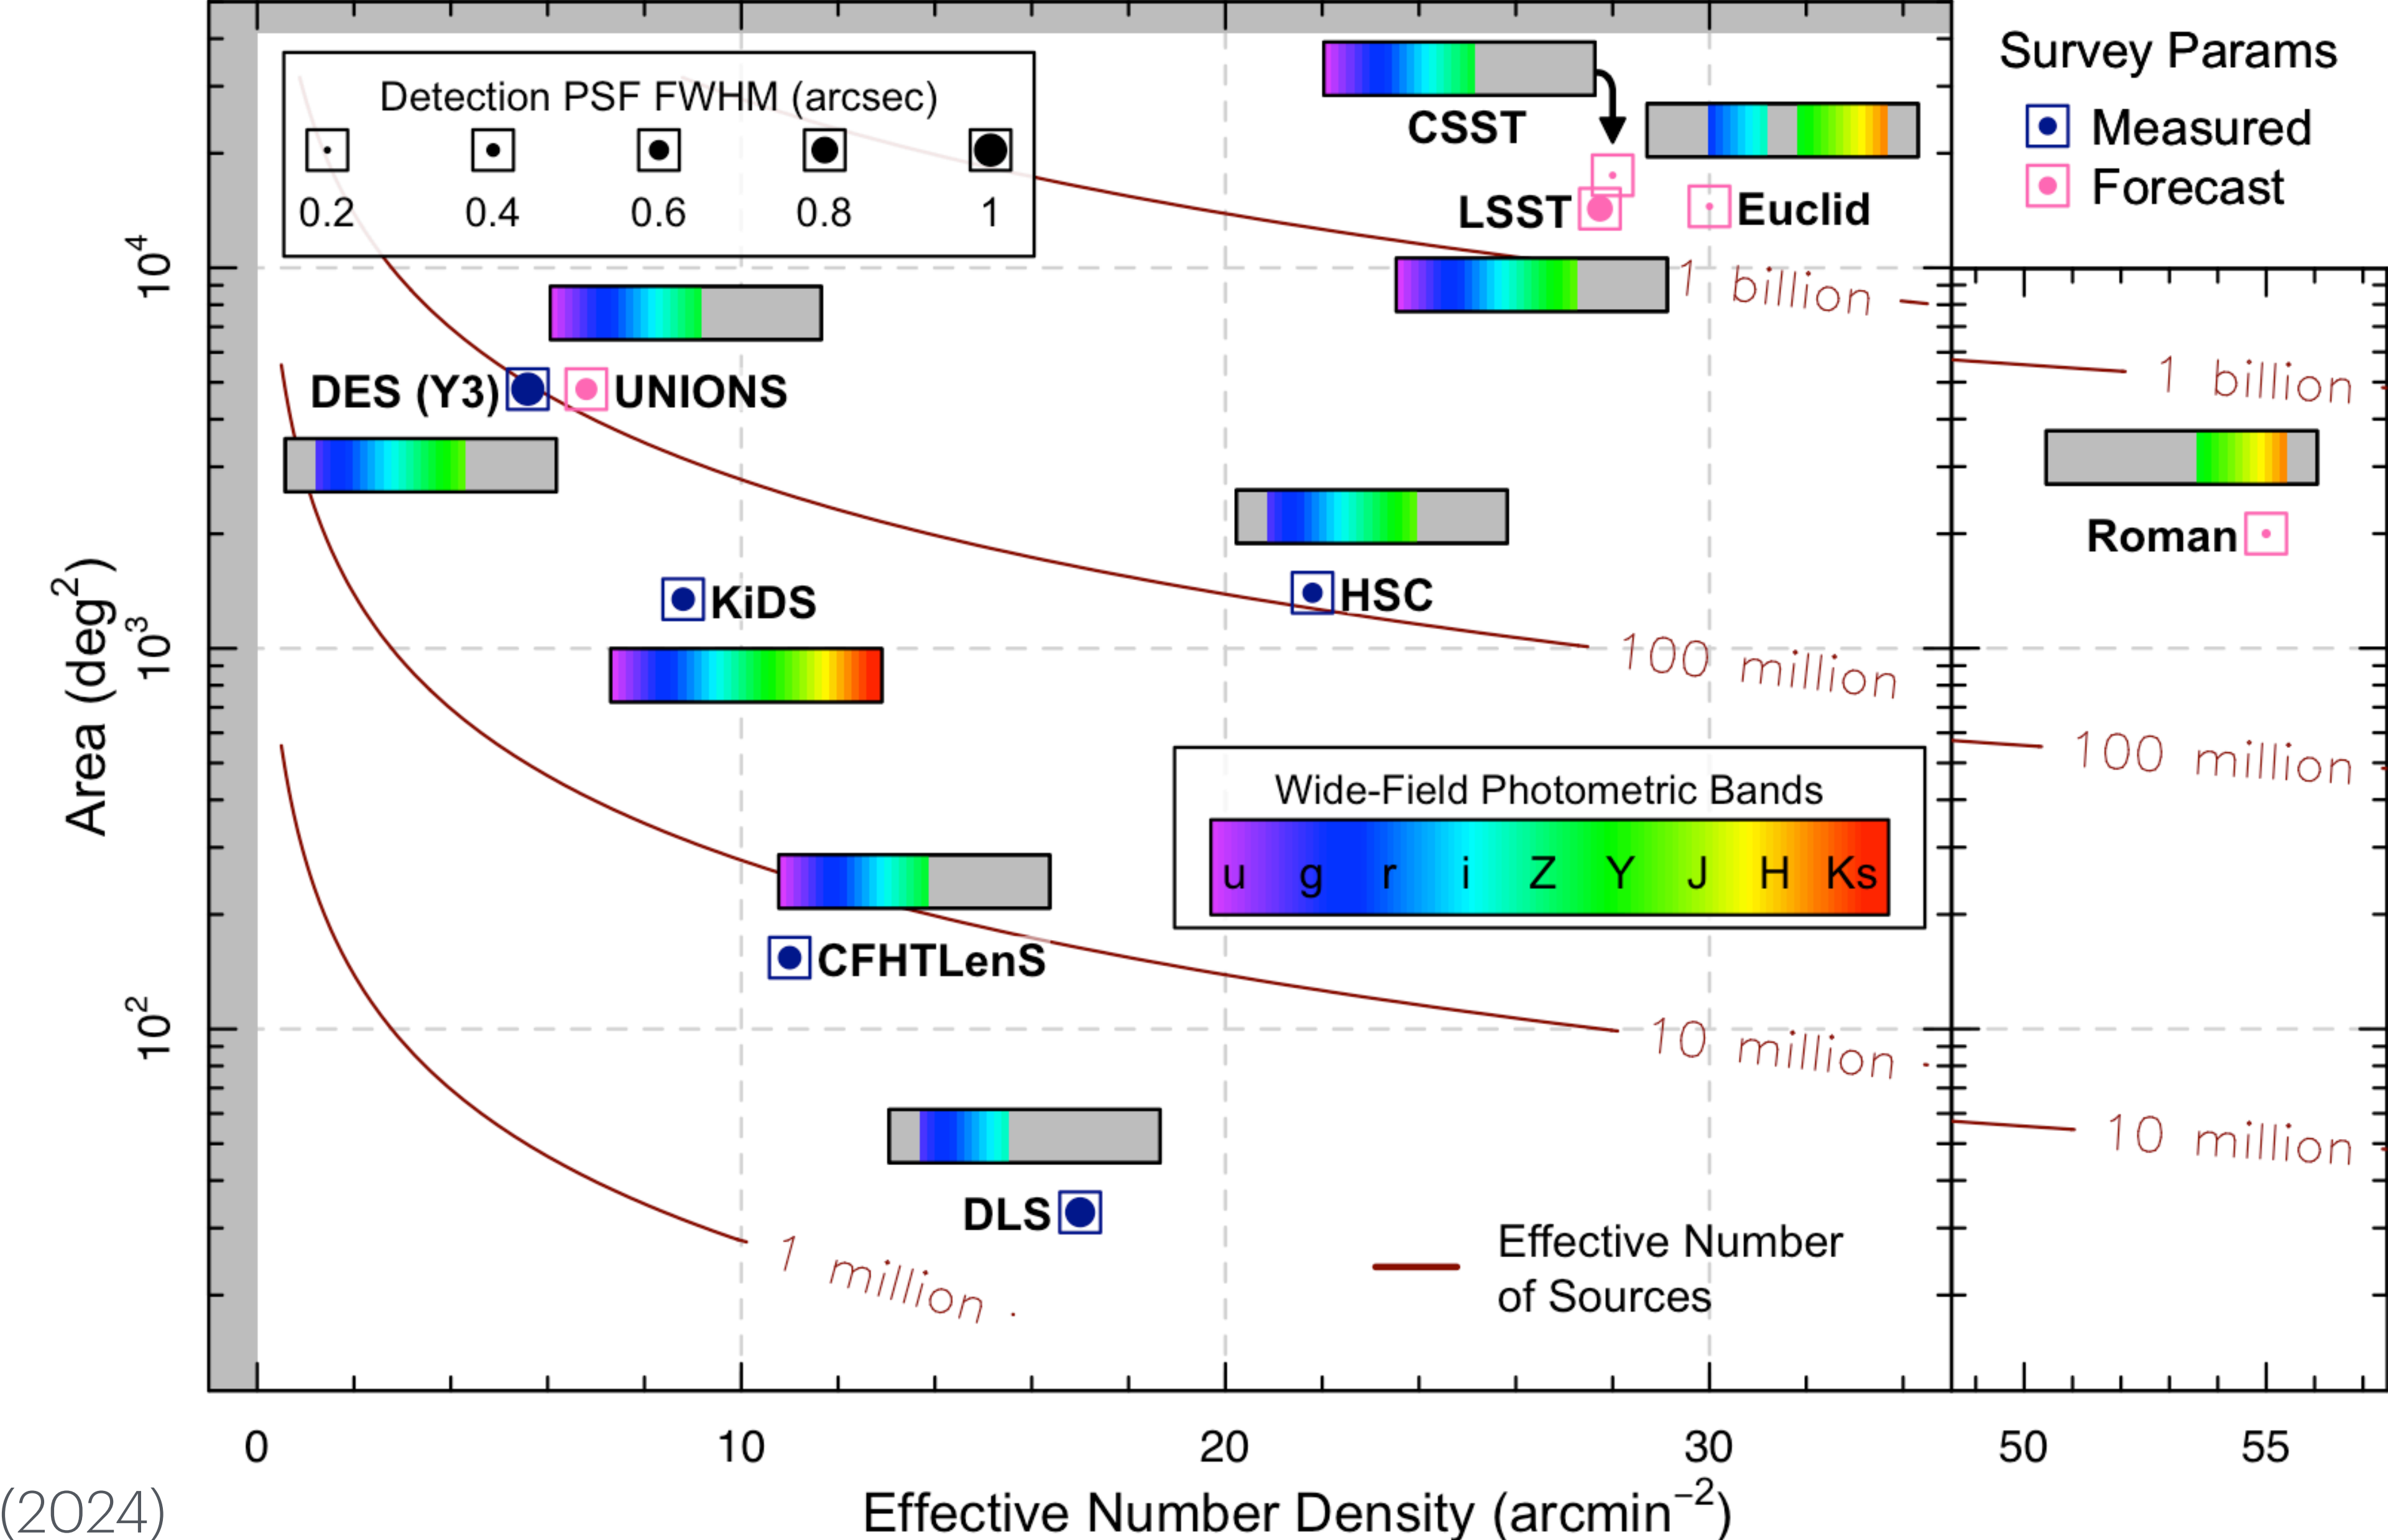 Detection PSF FWHM (arcsec)
0.2 0.4 0.6 0.8 1
CSST
LSST
Euclid
Survey Params
Measured
Forecast
1 billion
1 billion
DES (Y3)
UNIONS
Roman
KiDS
HSC
100 million
100 million
Wide-Field Photometric Bands
u g r i Z Y J H Ks
CFHTLenS
10 million
10 million
DLS
1 million
Effective Number
of Sources
Area (deg²)
10⁴
10³
10²
0 10 20 30 50 55
Effective Number Density (arcmin⁻²)
(2024)